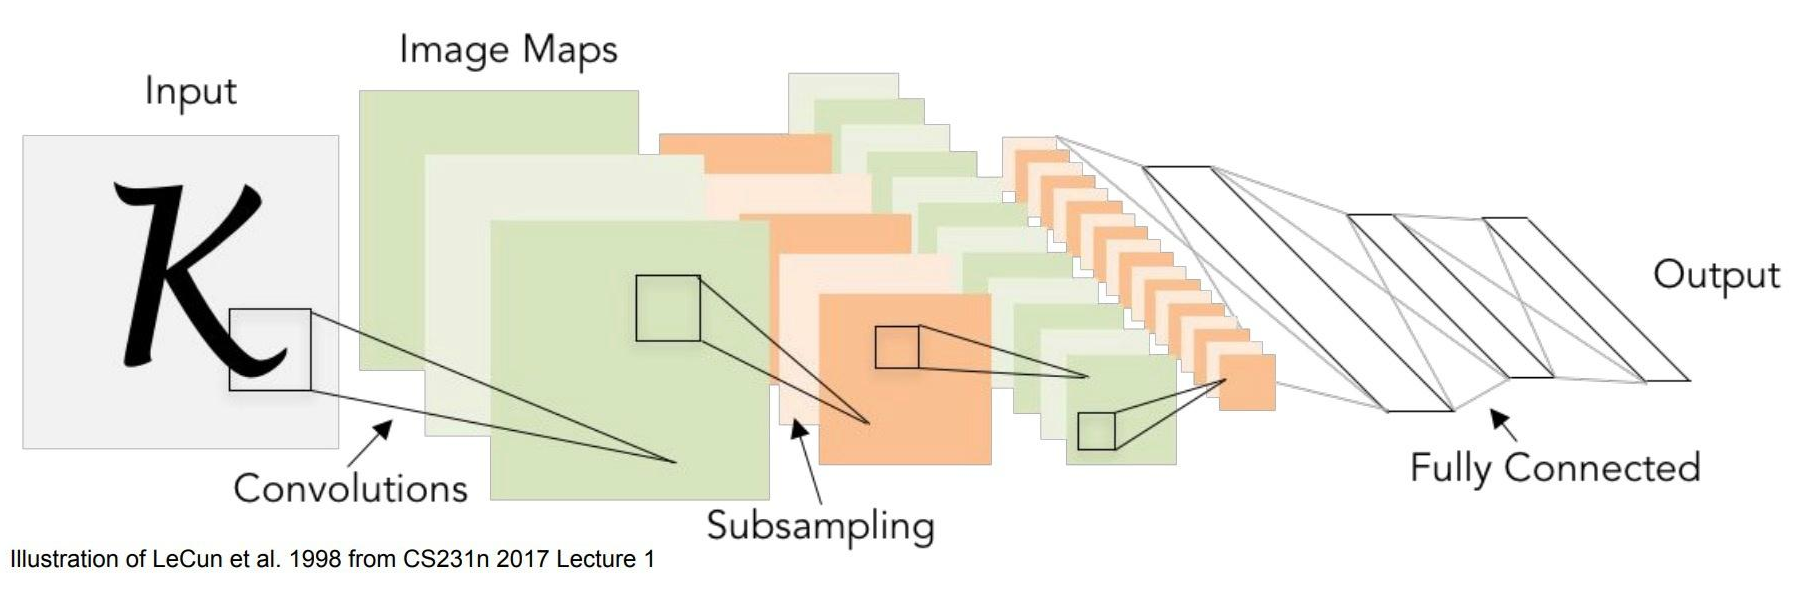 Image Maps
Input
K
Output
Convolutions
Fully Connected
Subsampling
Illustration of LeCun et al. 1998 from CS231n 2017 Lecture 1